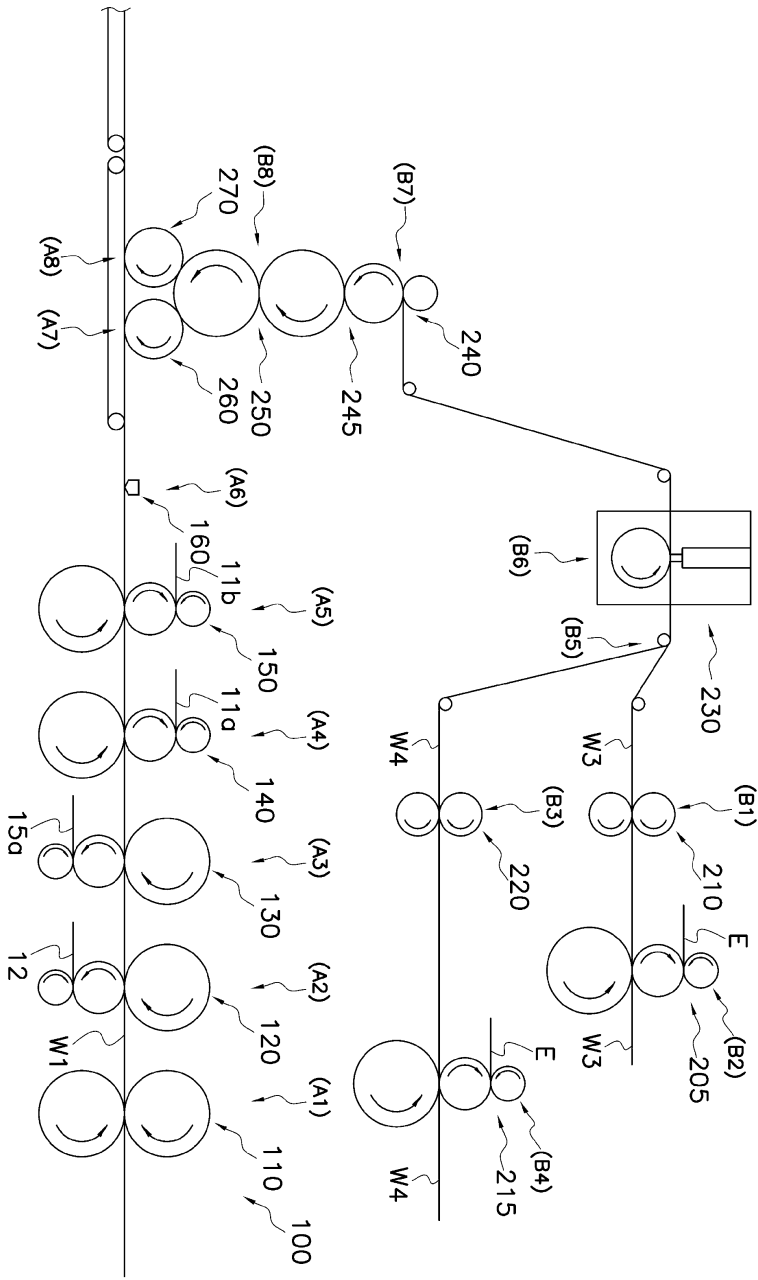 (B1)
(B2)
230
210
205
E
W3
W3
(B5)
(B6)
(B3)
E
(B4)
220
215
240
(B7)
W4
W4
245
(A5)
(A4)
(A3)
(A2)
(A1)
100
(B8)
250
150
140
130
120
110
(A6)
270
260
11b
11a
160
W1
(A8)
(A7)
15a
12